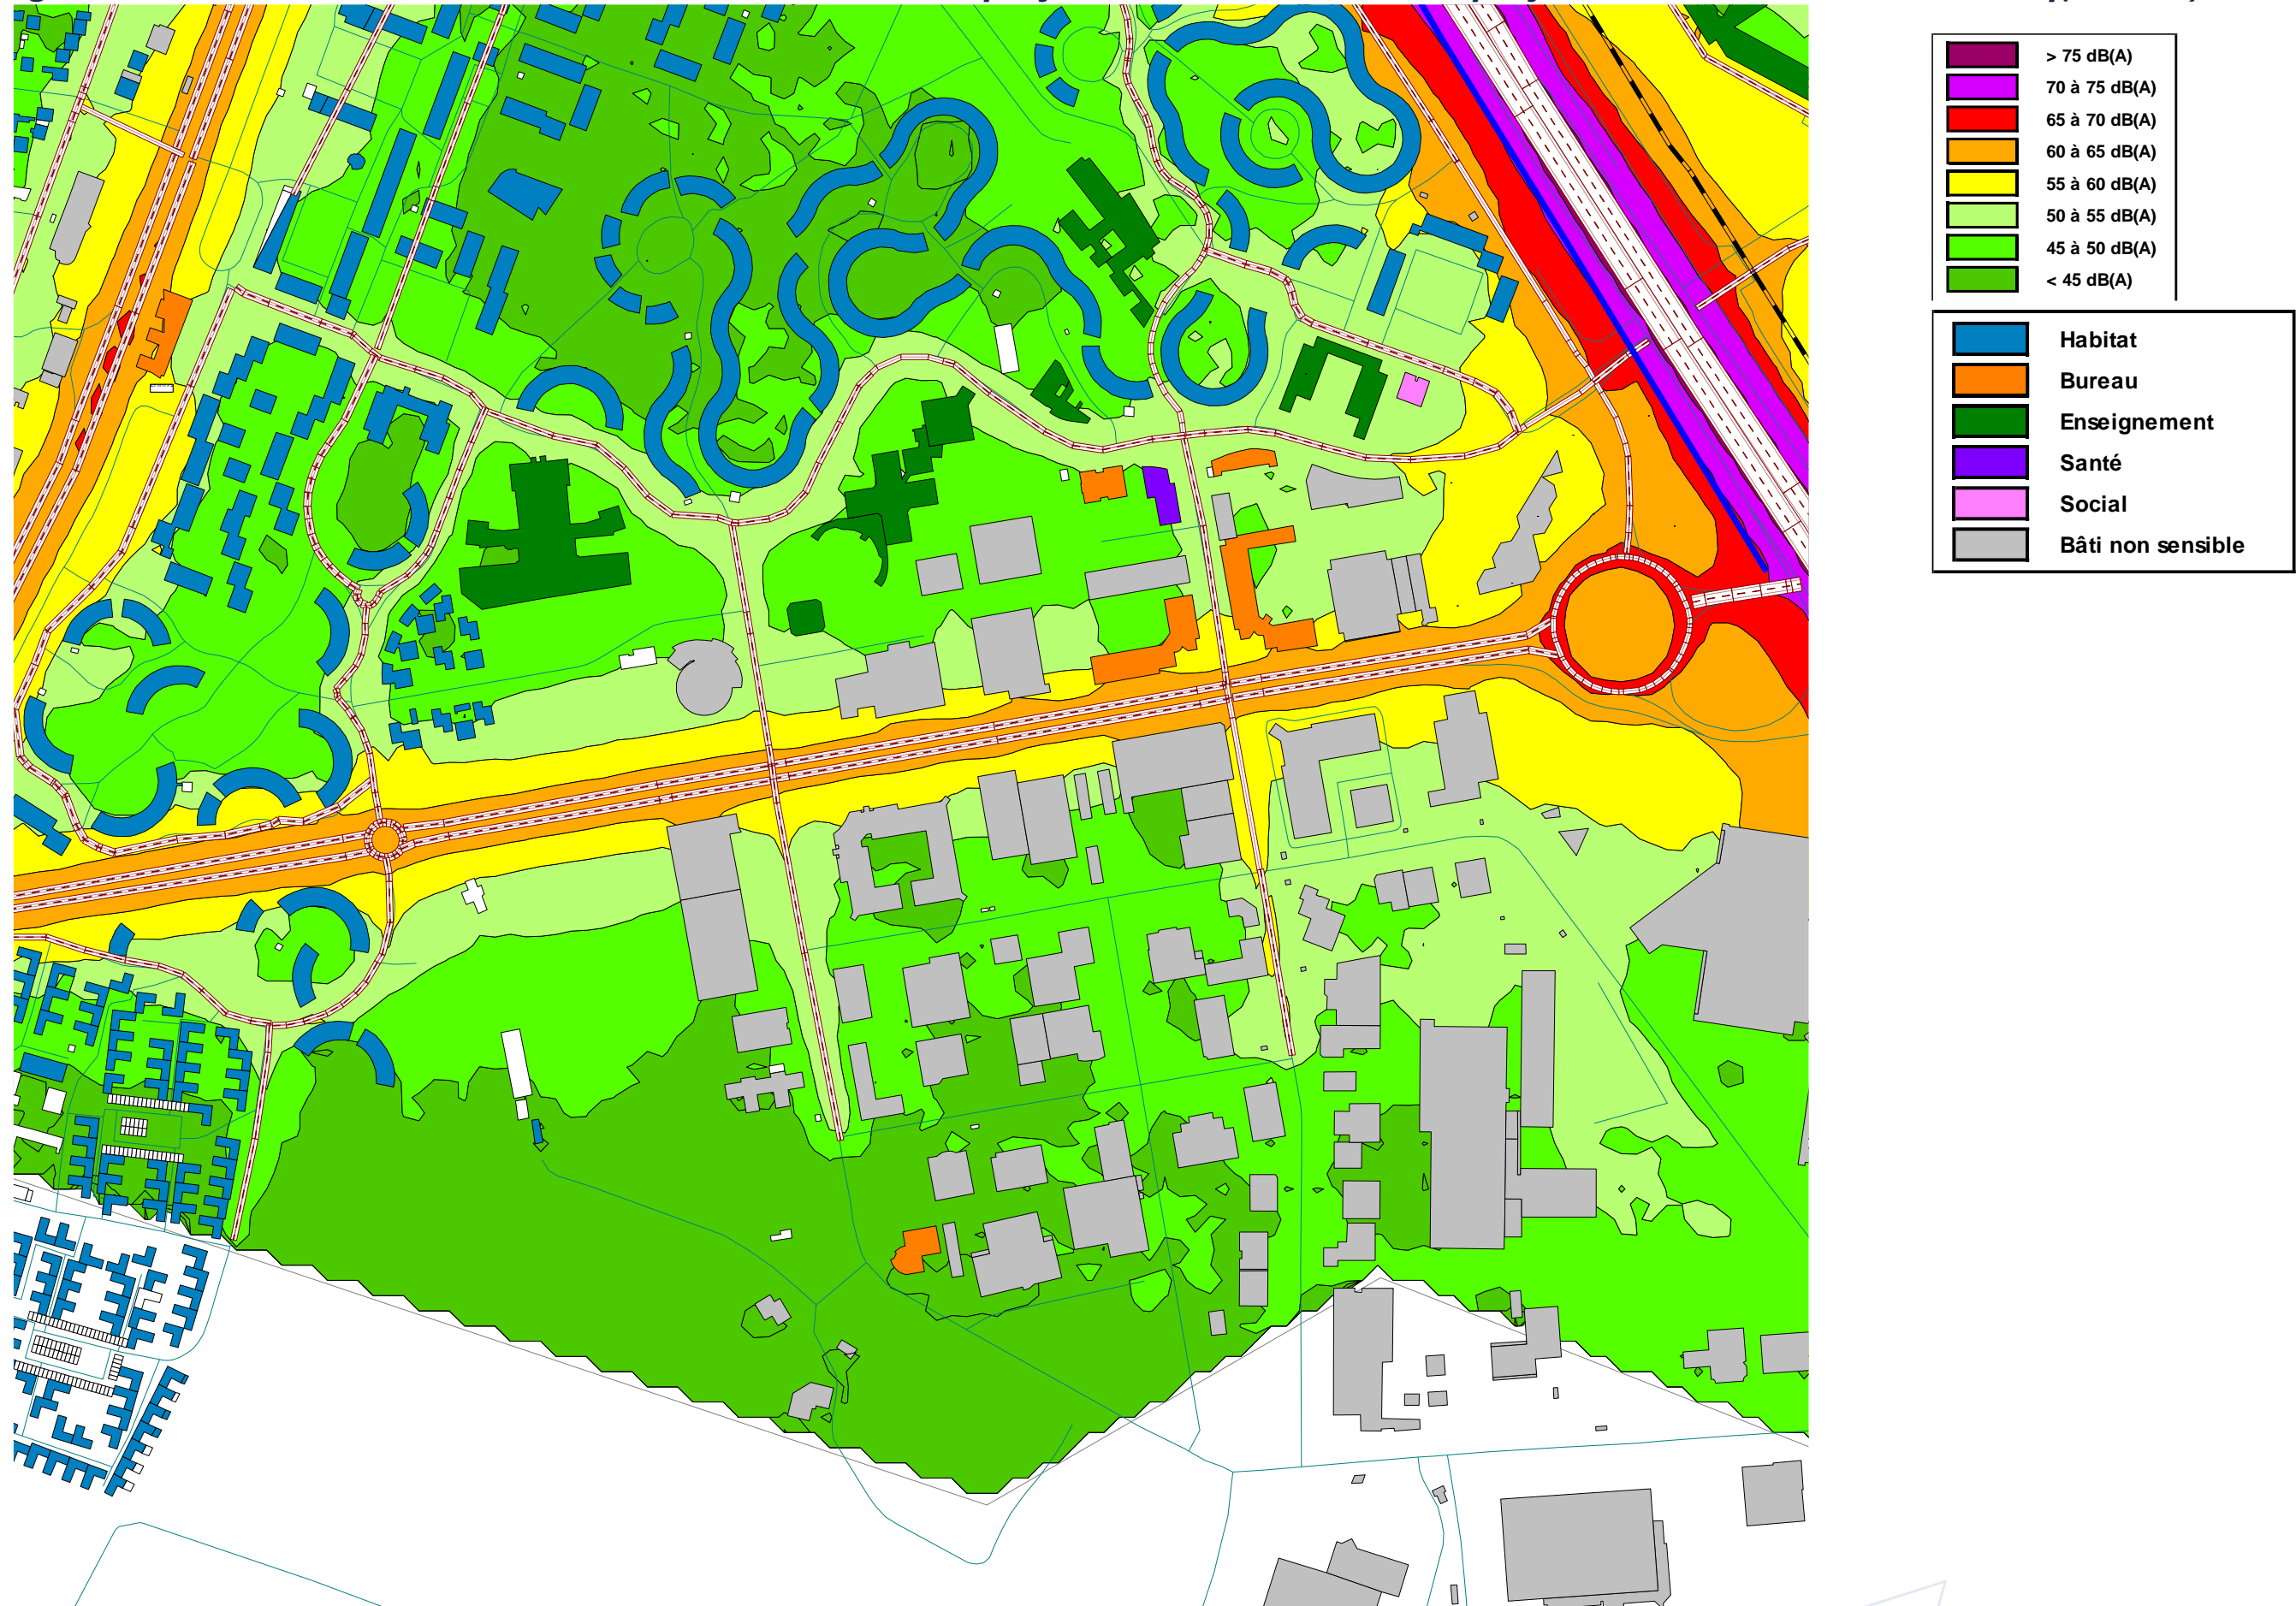 > 75 dB(A)
70 à 75 dB(A)
65 à 70 dB(A)
60 à 65 dB(A)
55 à 60 dB(A)
50 à 55 dB(A)
45 à 50 dB(A)
< 45 dB(A)
Habitat
Bureau
Enseignement
Santé
Social
Bâti non sensible